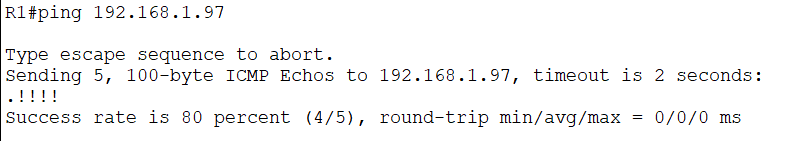 R1#ping 192.168.1.97
Type escape sequence to abort.
Sending 5, 100-byte ICMP Echos to 192.168.1.97, timeout is 2 seconds:
.!!!!
Success rate is 80 percent (4/5), round-trip min/avg/max = 0/0/0 ms